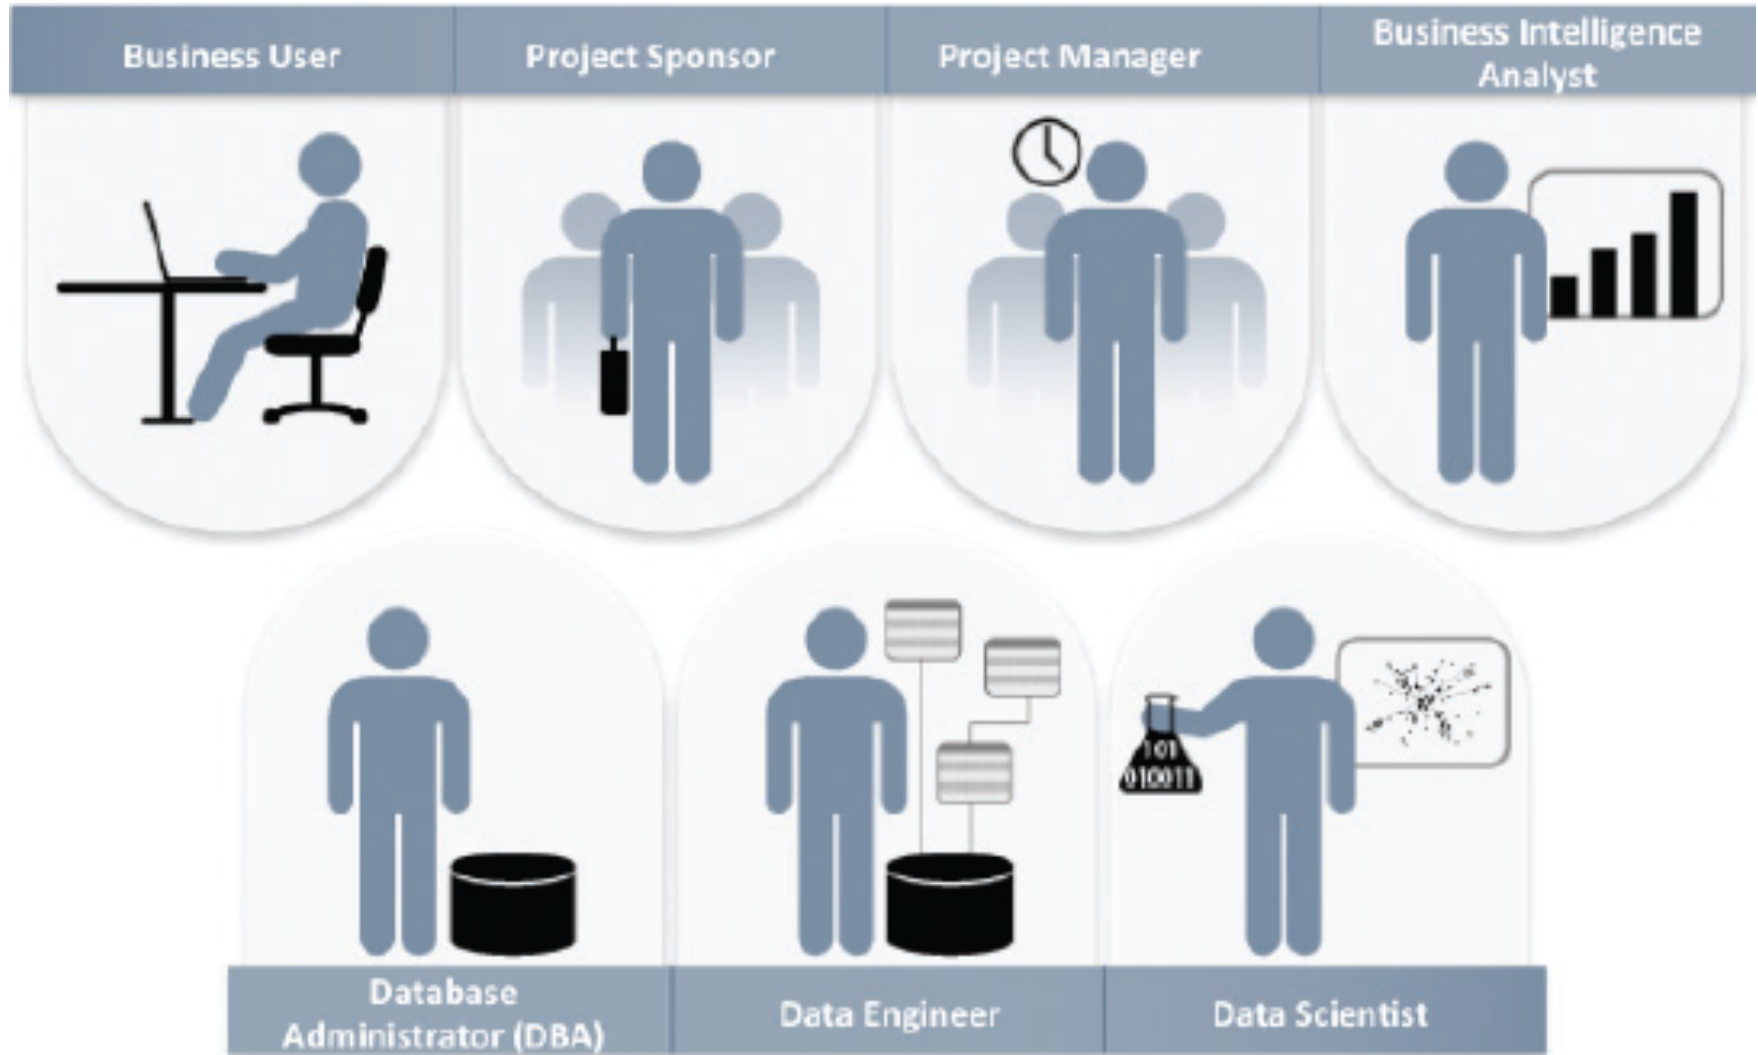 Business User
Project Sponsor
Project Manager
Business Intelligence
Analyst
101
010011
Database
Administrator (DBA)
Data Engineer
Data Scientist